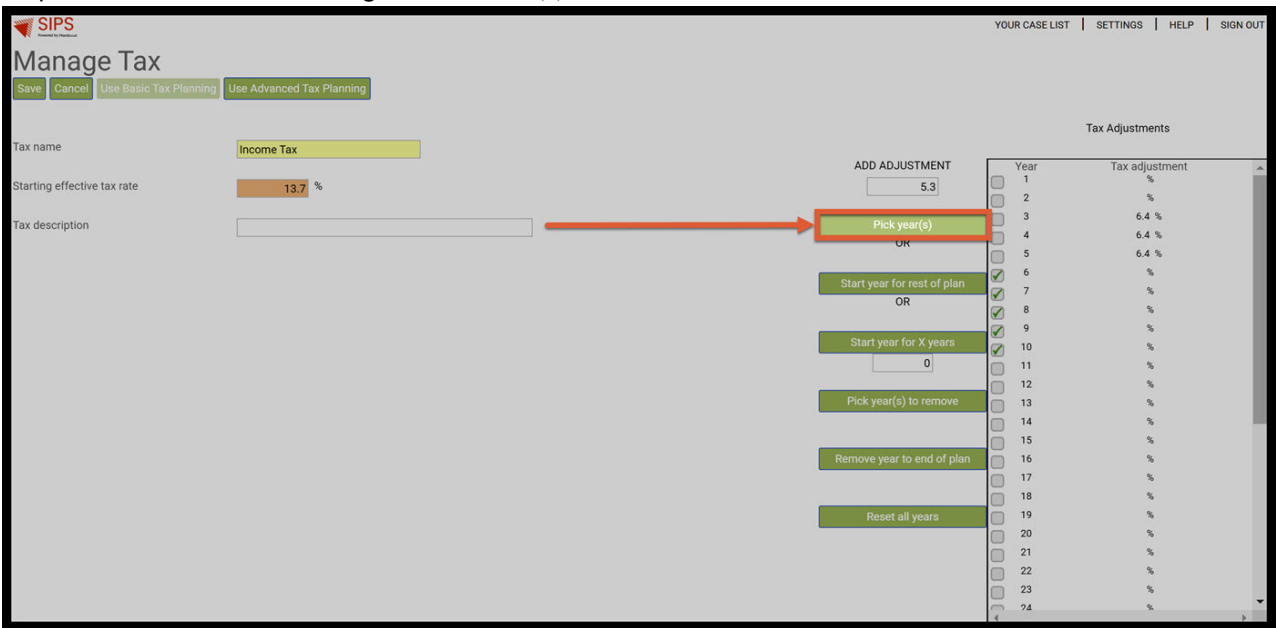 SIPS
YOUR CASE LIST | SETTINGS | HELP | SIGN OUT
Manage Tax
Save Cancel Use Basic Tax Planning Use Advanced Tax Planning
Tax Adjustments
Tax name Income Tax
ADD ADJUSTMENT
Year Tax adjustment
Starting effective tax rate 13.7 %
5.3
1 %
2 %
3 6.4 %
Tax description
Pick year(s)
4 6.4 %
OR
5 6.4 %
6 %
Start year for rest of plan
7 %
OR
8 %
9 %
Start year for X years
10 %
0
11 %
12 %
Pick year(s) to remove
13 %
14 %
15 %
Remove year to end of plan
16 %
17 %
18 %
Reset all years
19 %
20 %
21 %
22 %
23 %
24 %